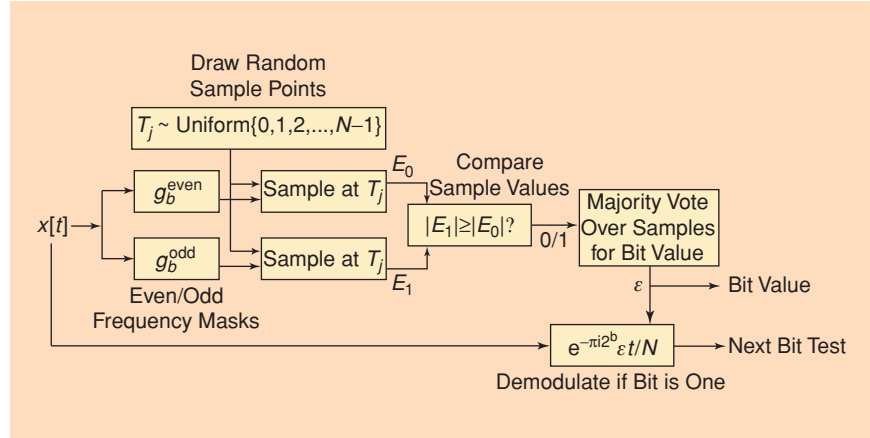 Draw Random
Sample Points
T_j ~ Uniform{0,1,2,...,N−1}
E_0
Compare
Sample Values
g_b^even
Sample at T_j
x[t]
|E_1|≥|E_0|?
0/1
Majority Vote
Over Samples
for Bit Value
g_b^odd
Sample at T_j
E_1
Even/Odd
Frequency Masks
ε
Bit Value
e^−πi2^b εt/N
Next Bit Test
Demodulate if Bit is One